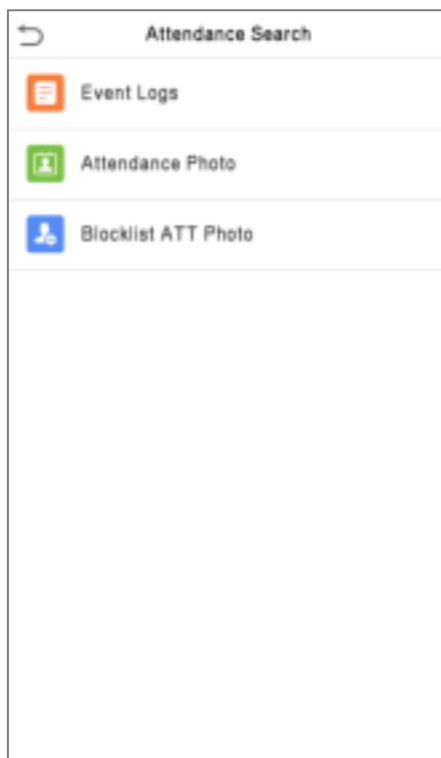 Attendance Search
Event Logs
Attendance Photo
Blocklist ATT Photo